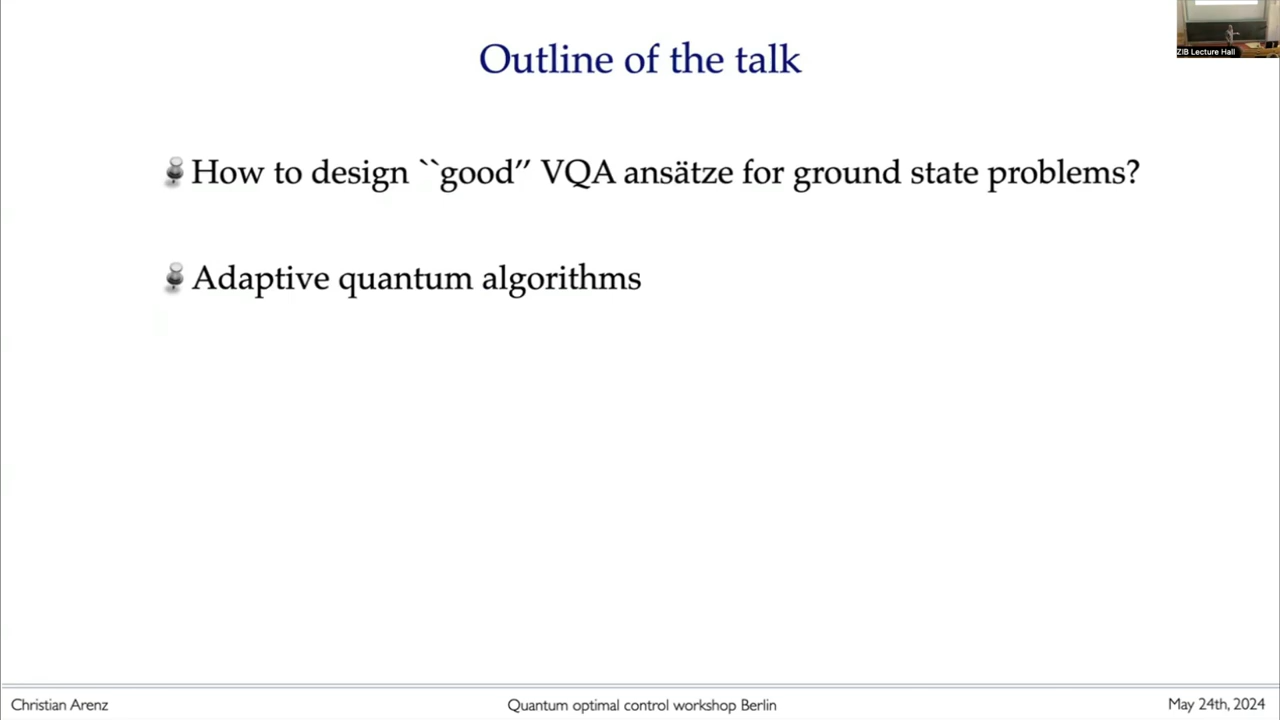 Outline of the talk
ZIB Lecture Hall
How to design ``good’’ VQA ansätze for ground state problems?
Adaptive quantum algorithms
Christian Arenz
Quantum optimal control workshop Berlin
May 24th, 2024